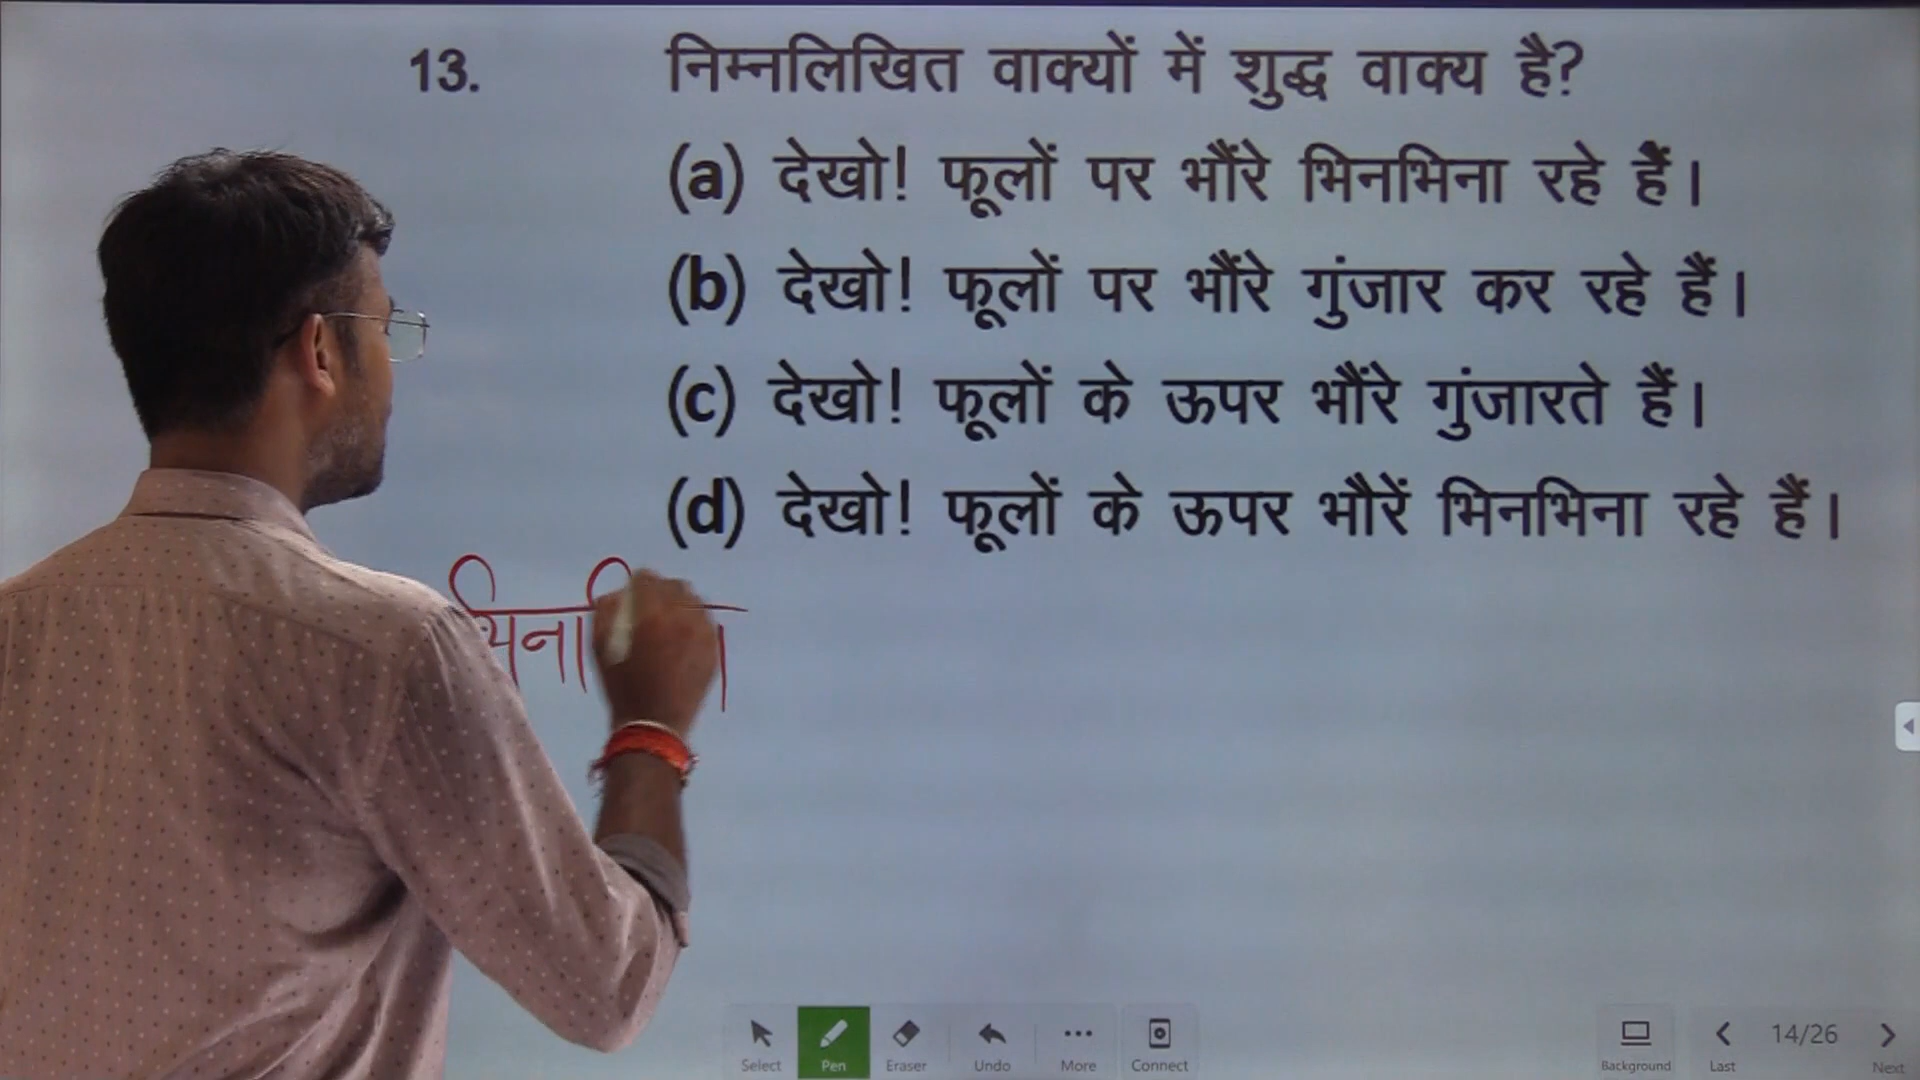 13. निम्नलिखित वाक्यों में शुद्ध वाक्य है?
(a) देखो! फूलों पर भौंरे भिनभिना रहे हैं।
(b) देखो! फूलों पर भौंरे गुंजार कर रहे हैं।
(c) देखो! फूलों के ऊपर भौंरे गुंजारते हैं।
(d) देखो! फूलों के ऊपर भौरें भिनभिना रहे हैं।
Select Pen Eraser Undo More Connect Background Last 14/26 Next